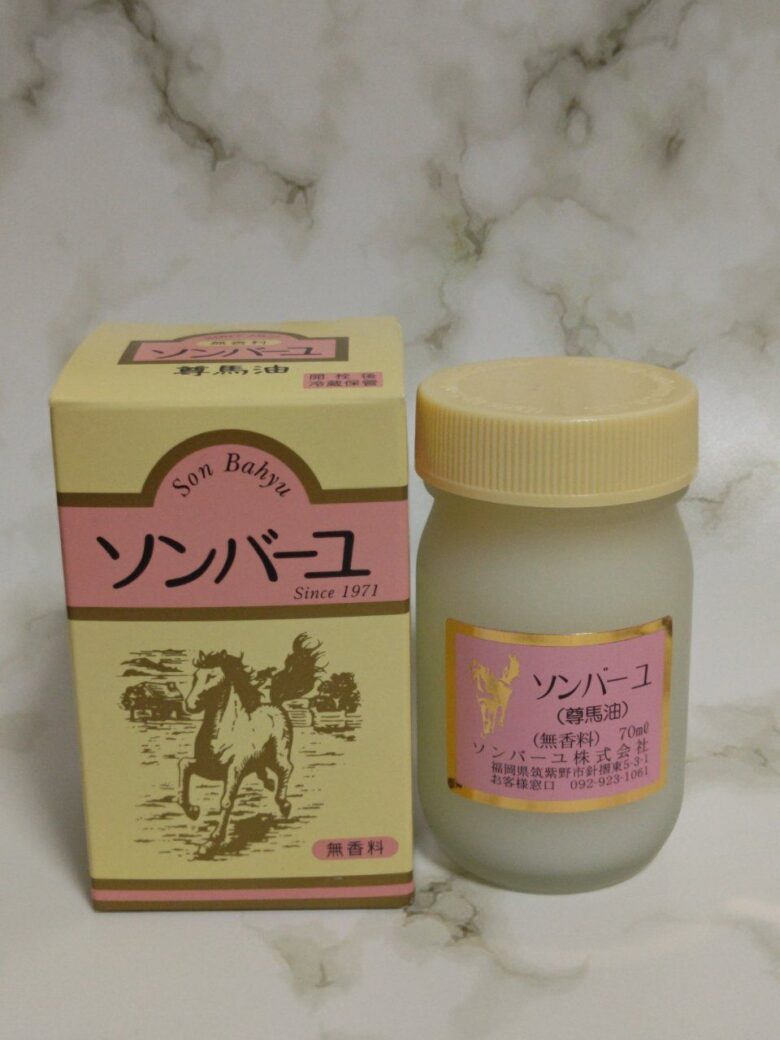 無香料
ソンバーユ
尊馬油
開栓後
冷蔵保管
Son Bahyu
ソンバーユ
Since 1971
無香料
ソンバーユ
(尊馬油)
(無香料) 70ml
ソンバーユ株式会社
福岡県筑紫野市針摺東5-3-1
お客様窓口 092-923-1061